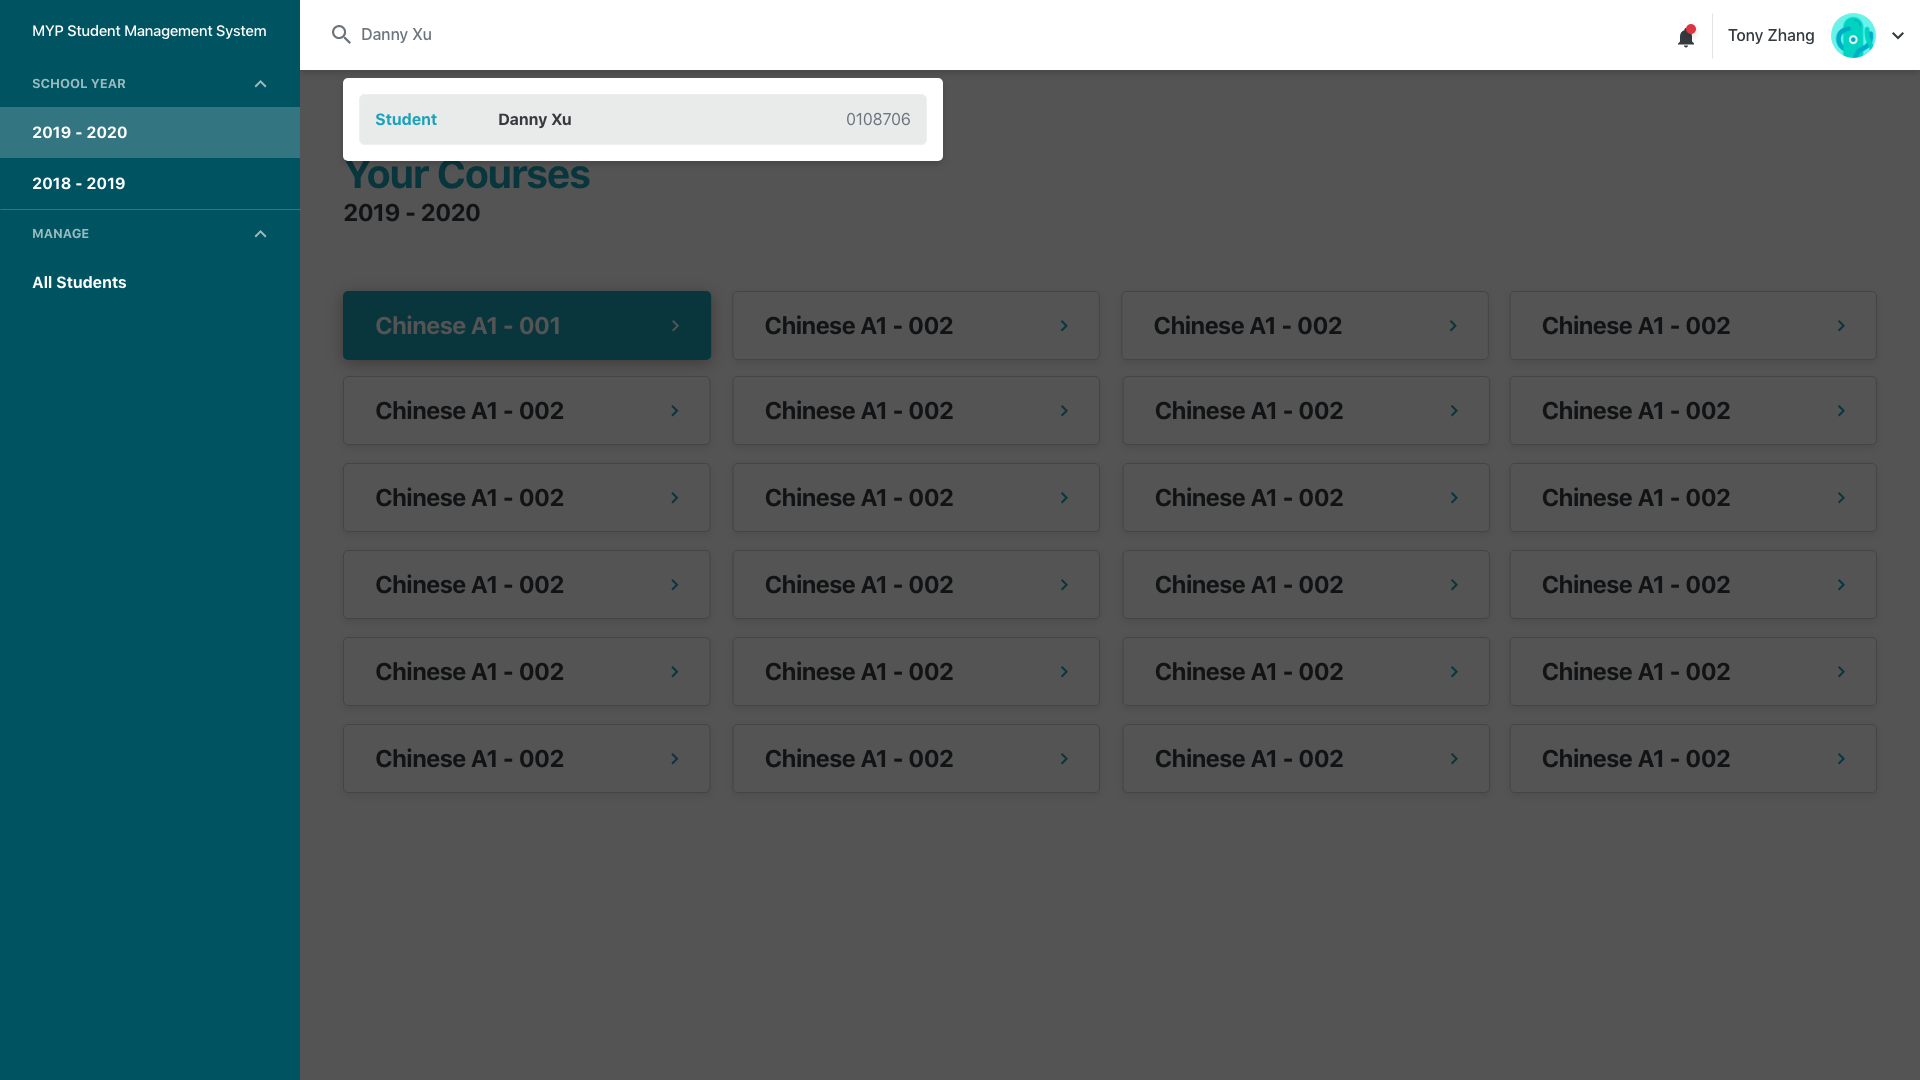 MYP Student Management System
SCHOOL YEAR
2019 - 2020
2018 - 2019
MANAGE
All Students
Danny Xu
Tony Zhang
Student Danny Xu 0108706
Your Courses
2019 - 2020
Chinese A1 - 001 Chinese A1 - 002 Chinese A1 - 002 Chinese A1 - 002
Chinese A1 - 002 Chinese A1 - 002 Chinese A1 - 002 Chinese A1 - 002
Chinese A1 - 002 Chinese A1 - 002 Chinese A1 - 002 Chinese A1 - 002
Chinese A1 - 002 Chinese A1 - 002 Chinese A1 - 002 Chinese A1 - 002
Chinese A1 - 002 Chinese A1 - 002 Chinese A1 - 002 Chinese A1 - 002
Chinese A1 - 002 Chinese A1 - 002 Chinese A1 - 002 Chinese A1 - 002